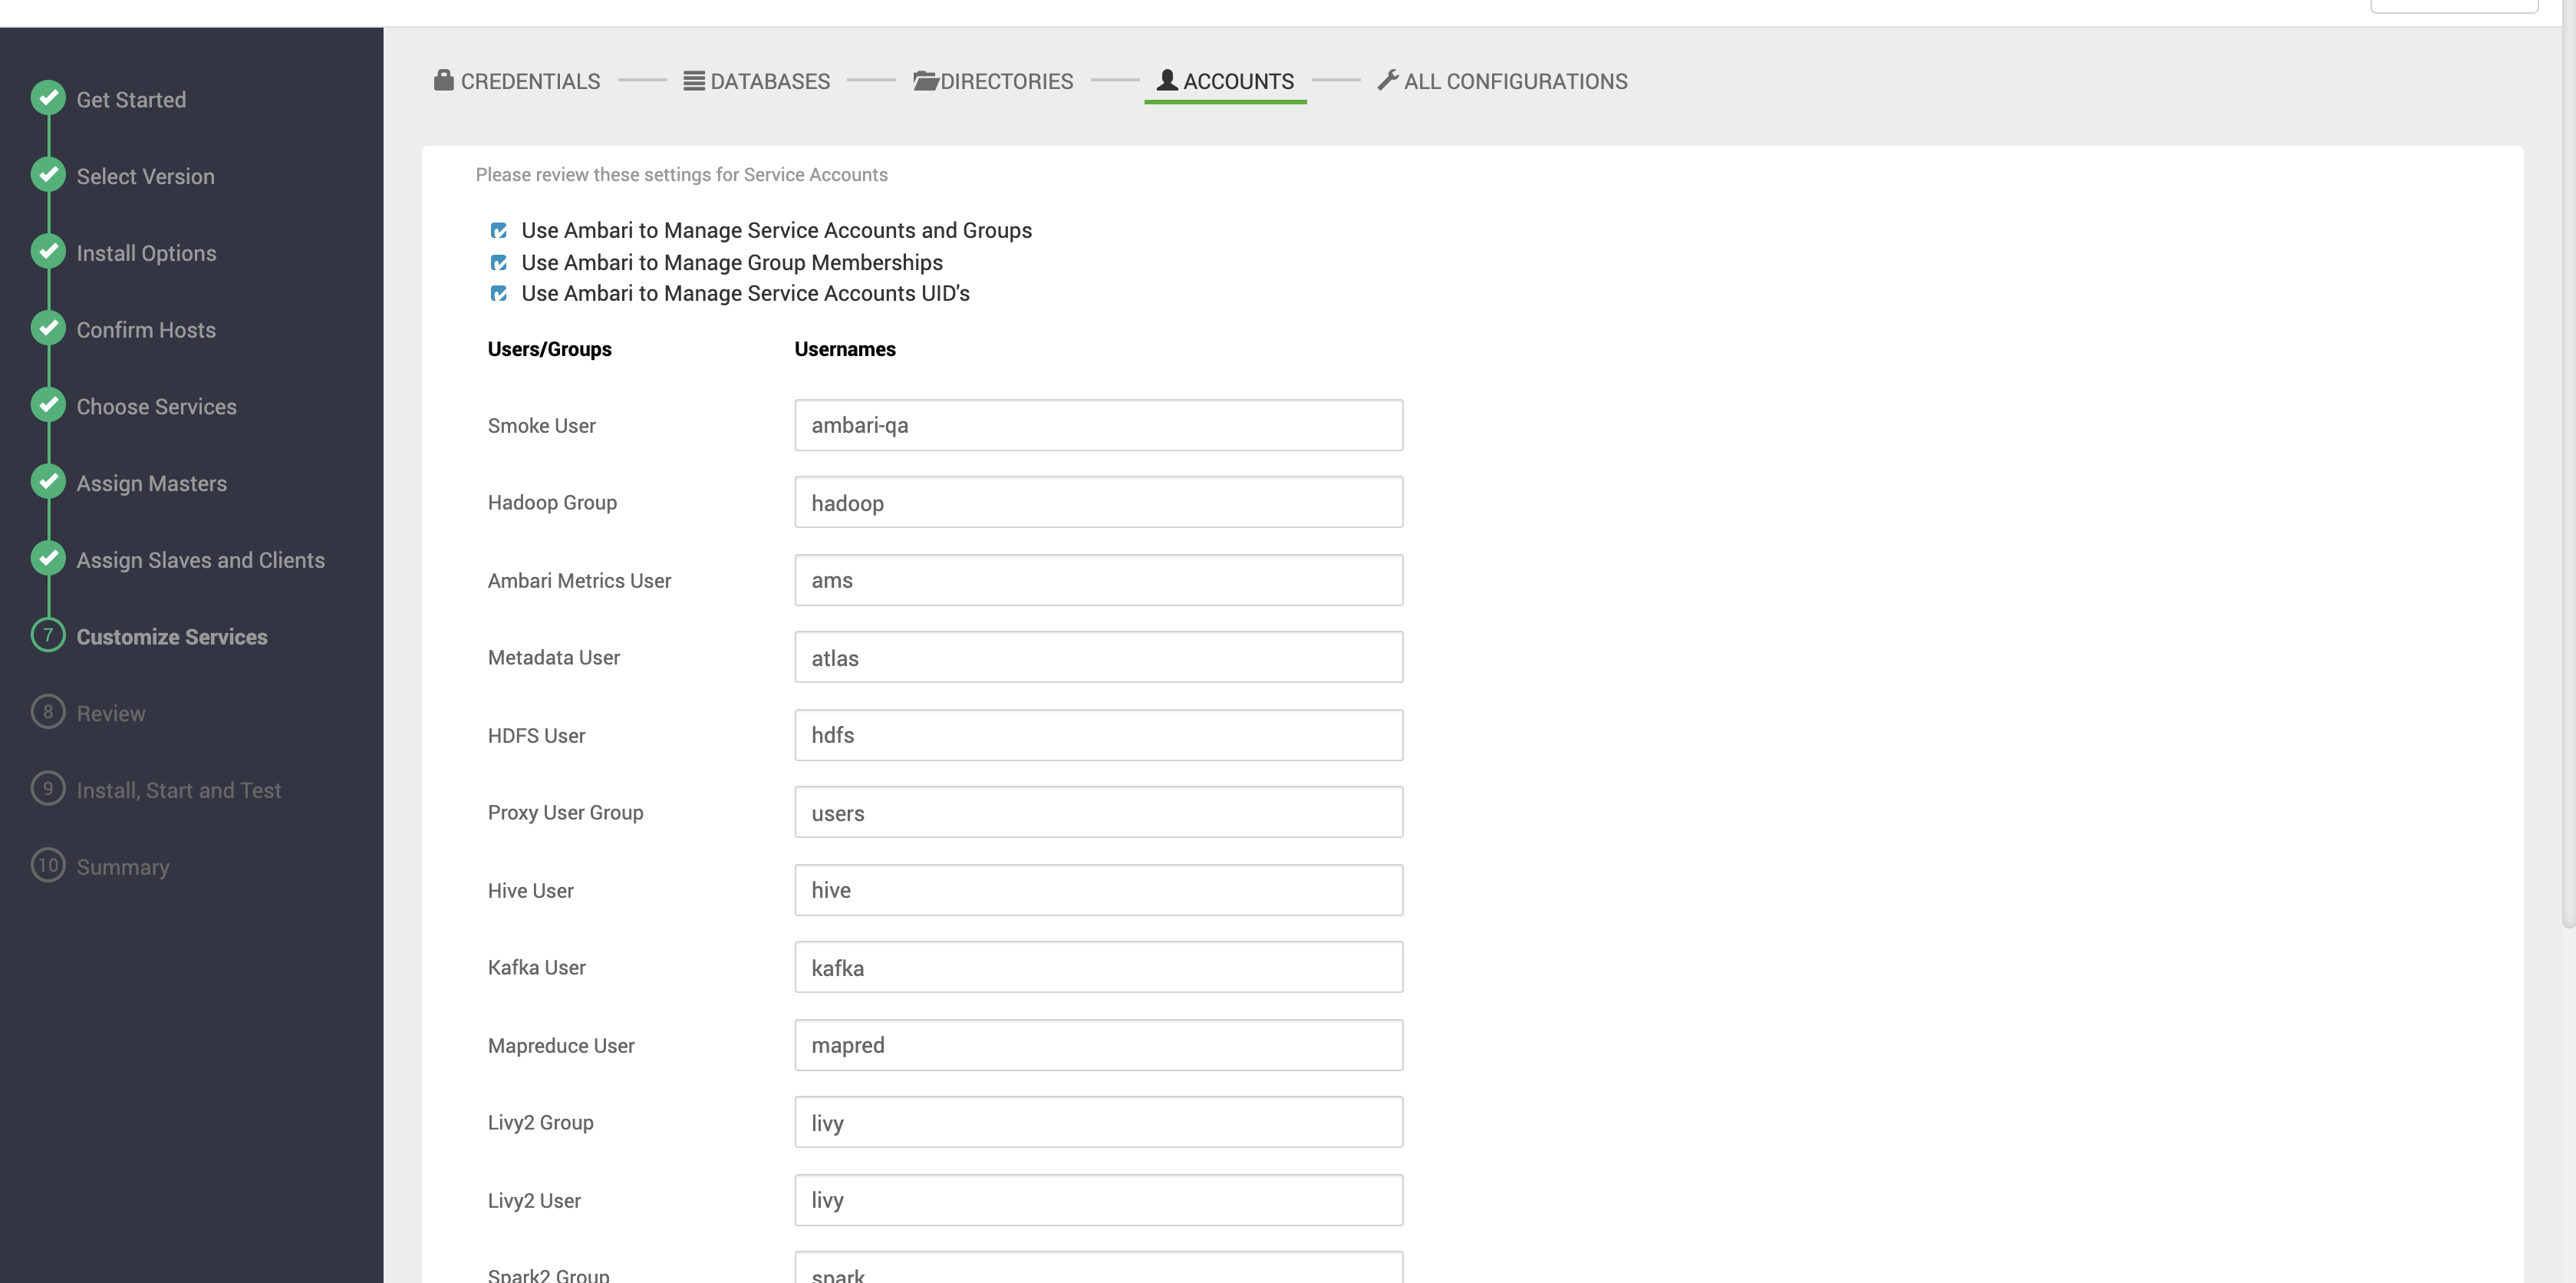 Get Started
Select Version
Install Options
Confirm Hosts
Choose Services
Assign Masters
Assign Slaves and Clients
7 Customize Services
8 Review
9 Install, Start and Test
10 Summary
CREDENTIALS DATABASES DIRECTORIES ACCOUNTS ALL CONFIGURATIONS
Please review these settings for Service Accounts
Use Ambari to Manage Service Accounts and Groups
Use Ambari to Manage Group Memberships
Use Ambari to Manage Service Accounts UID's
Users/Groups Usernames
Smoke User ambari-qa
Hadoop Group hadoop
Ambari Metrics User ams
Metadata User atlas
HDFS User hdfs
Proxy User Group users
Hive User hive
Kafka User kafka
Mapreduce User mapred
Livy2 Group livy
Livy2 User livy
Spark2 Group spark